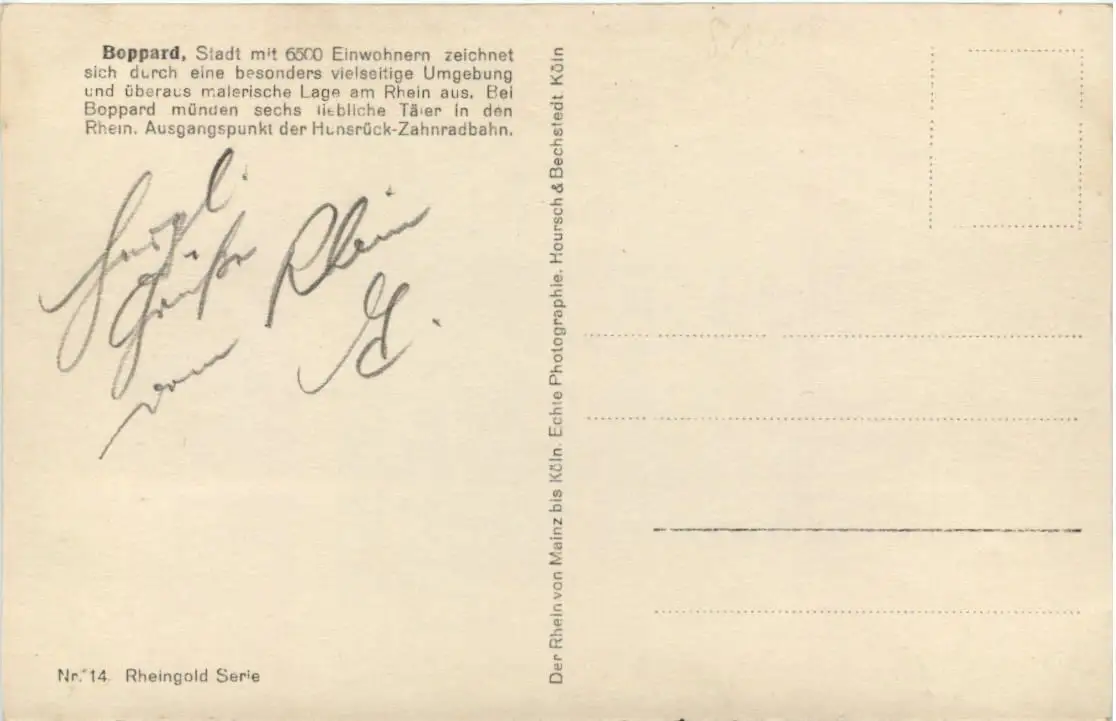 Boppard, Stadt mit 6500 Einwohnern zeichnet
sich durch eine besonders vielseitige Umgebung
und überaus malerische Lage am Rhein aus. Bei
Boppard münden sechs liebliche Täler in den
Rhein. Ausgangspunkt der Hunsrück-Zahnradbahn.
Herzl.
Grüße
vom Rhein
Nr. 14 Rheingold Serie
Der Rhein von Mainz bis Köln. Echte Photographie. Hoursch & Bechstedt. Köln